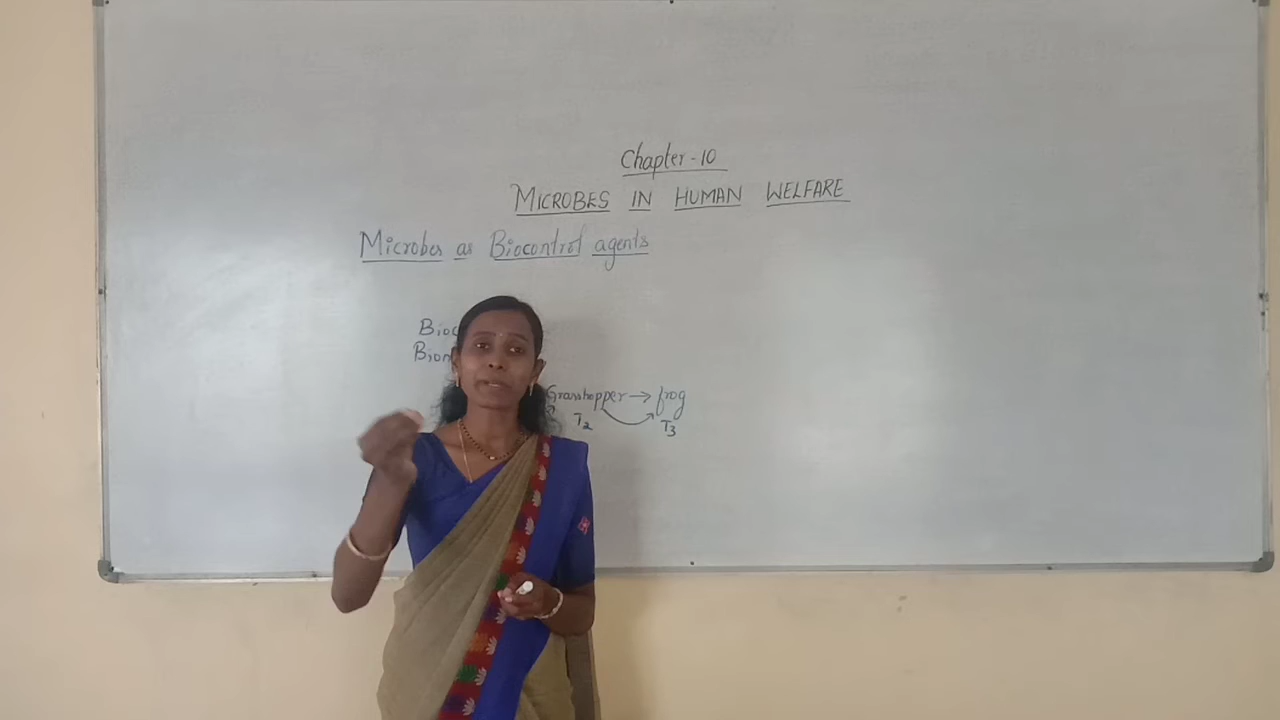 Chapter - 10
MICROBES IN HUMAN WELFARE
Microbes as Biocontrol agents
Grasshopper → frog
T2 T3